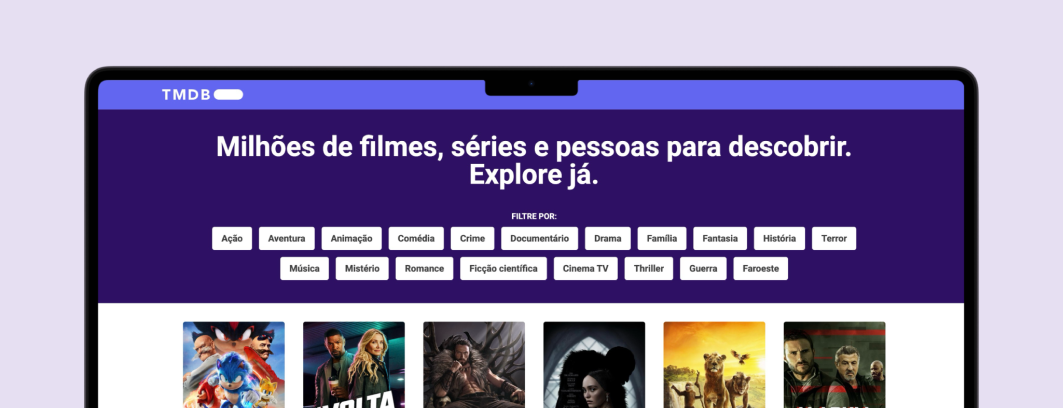 TMDB
Milhões de filmes, séries e pessoas para descobrir.
Explore já.
FILTRE POR:
Ação Aventura Animação Comédia Crime Documentário Drama Família Fantasia História Terror
Música Mistério Romance Ficção científica Cinema TV Thriller Guerra Faroeste